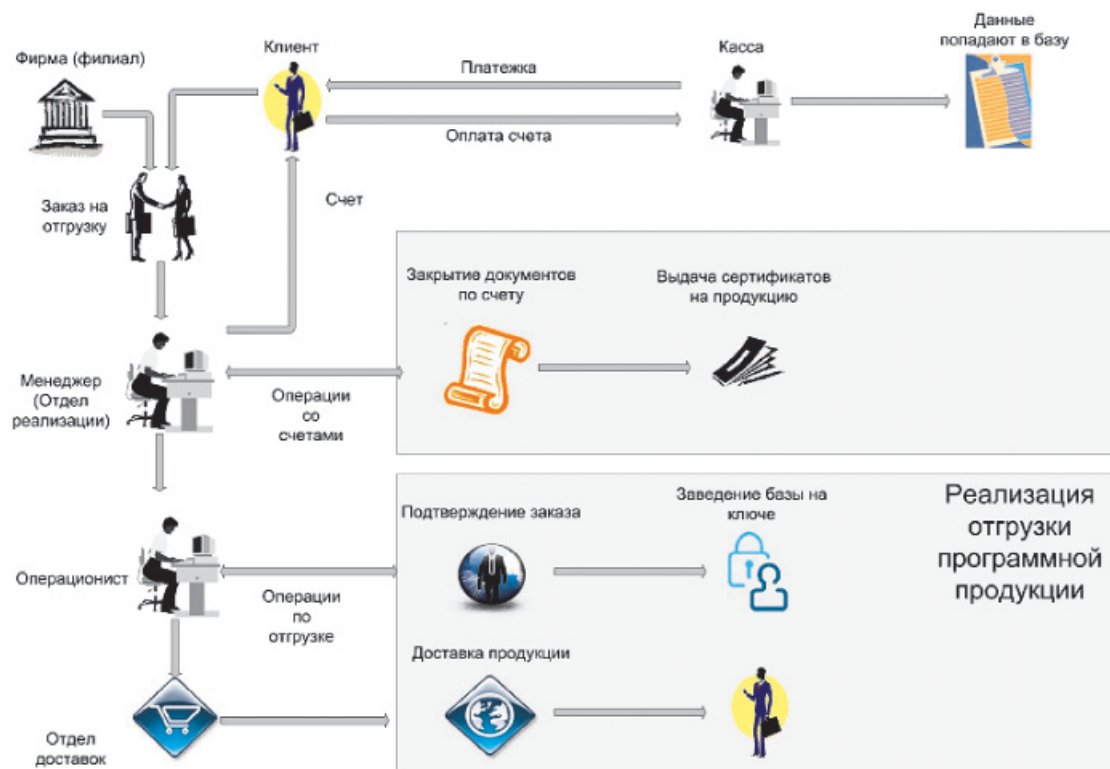 Фирма (филиал)
Клиент
Платежка
Оплата счета
Касса
Данные
попадают в базу
Заказ на
отгрузку
Счет
Закрытие документов
по счету
Выдача сертификатов
на продукцию
Менеджер
(Отдел
реализации)
Операции
со
счетами
Подтверждение заказа
Заведение базы на
ключе
Реализация
отгрузки
программной
продукции
Операционист
Операции
по
отгрузке
Доставка продукции
Отдел
доставок